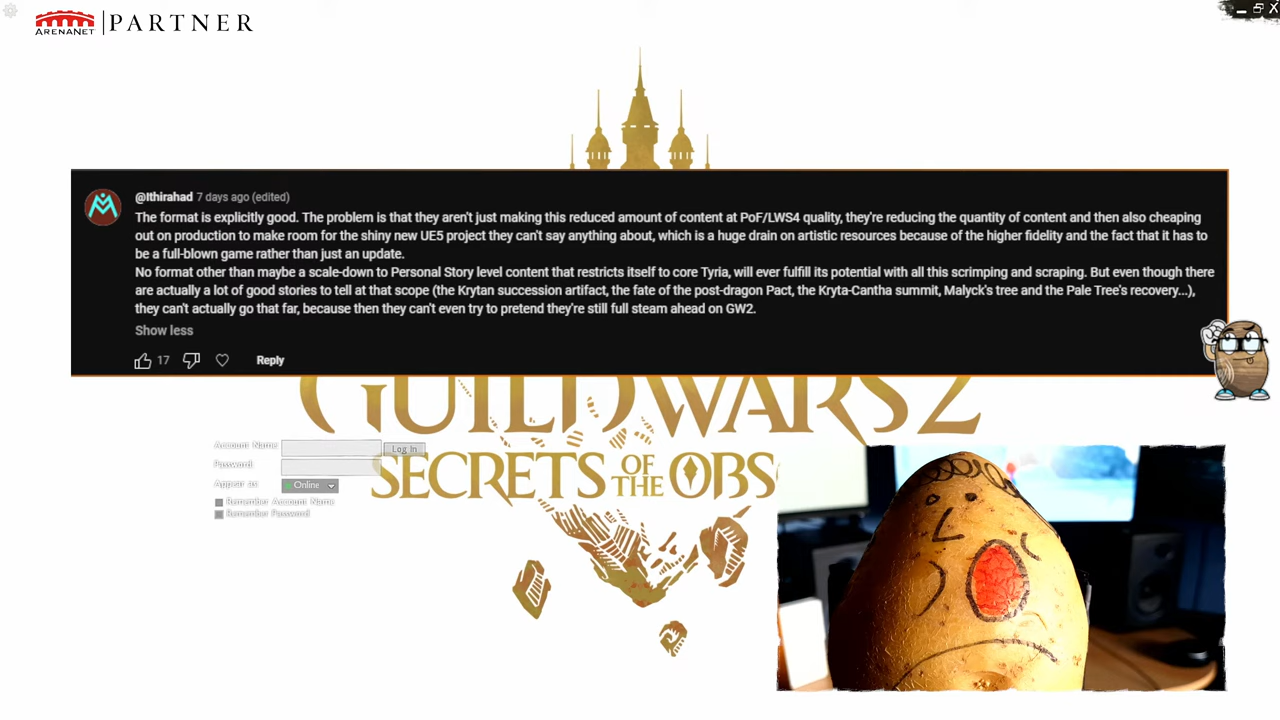 ARENANET
PARTNER
@Ithirahad 7 days ago (edited)
The format is explicitly good. The problem is that they aren't just making this reduced amount of content at PoF/LWS4 quality, they're reducing the quantity of content and then also cheaping
out on production to make room for the shiny new UE5 project they can't say anything about, which is a huge drain on artistic resources because of the higher fidelity and the fact that it has to
be a full-blown game rather than just an update.
No format other than maybe a scale-down to Personal Story level content that restricts itself to core Tyria, will ever fulfill its potential with all this scrimping and scraping. But even though there
are actually a lot of good stories to tell at that scope (the Krytan succession artifact, the fate of the post-dragon Pact, the Kryta-Cantha summit, Malyck's tree and the Pale Tree's recovery...),
they can't actually go that far, because then they can't even try to pretend they're still full steam ahead on GW2.
Show less
17 Reply
GUILD WARS 2
SECRETS OF THE OBS
Account Name:
Log In
Password:
Appear as: Online
Remember Account Name
Remember Password